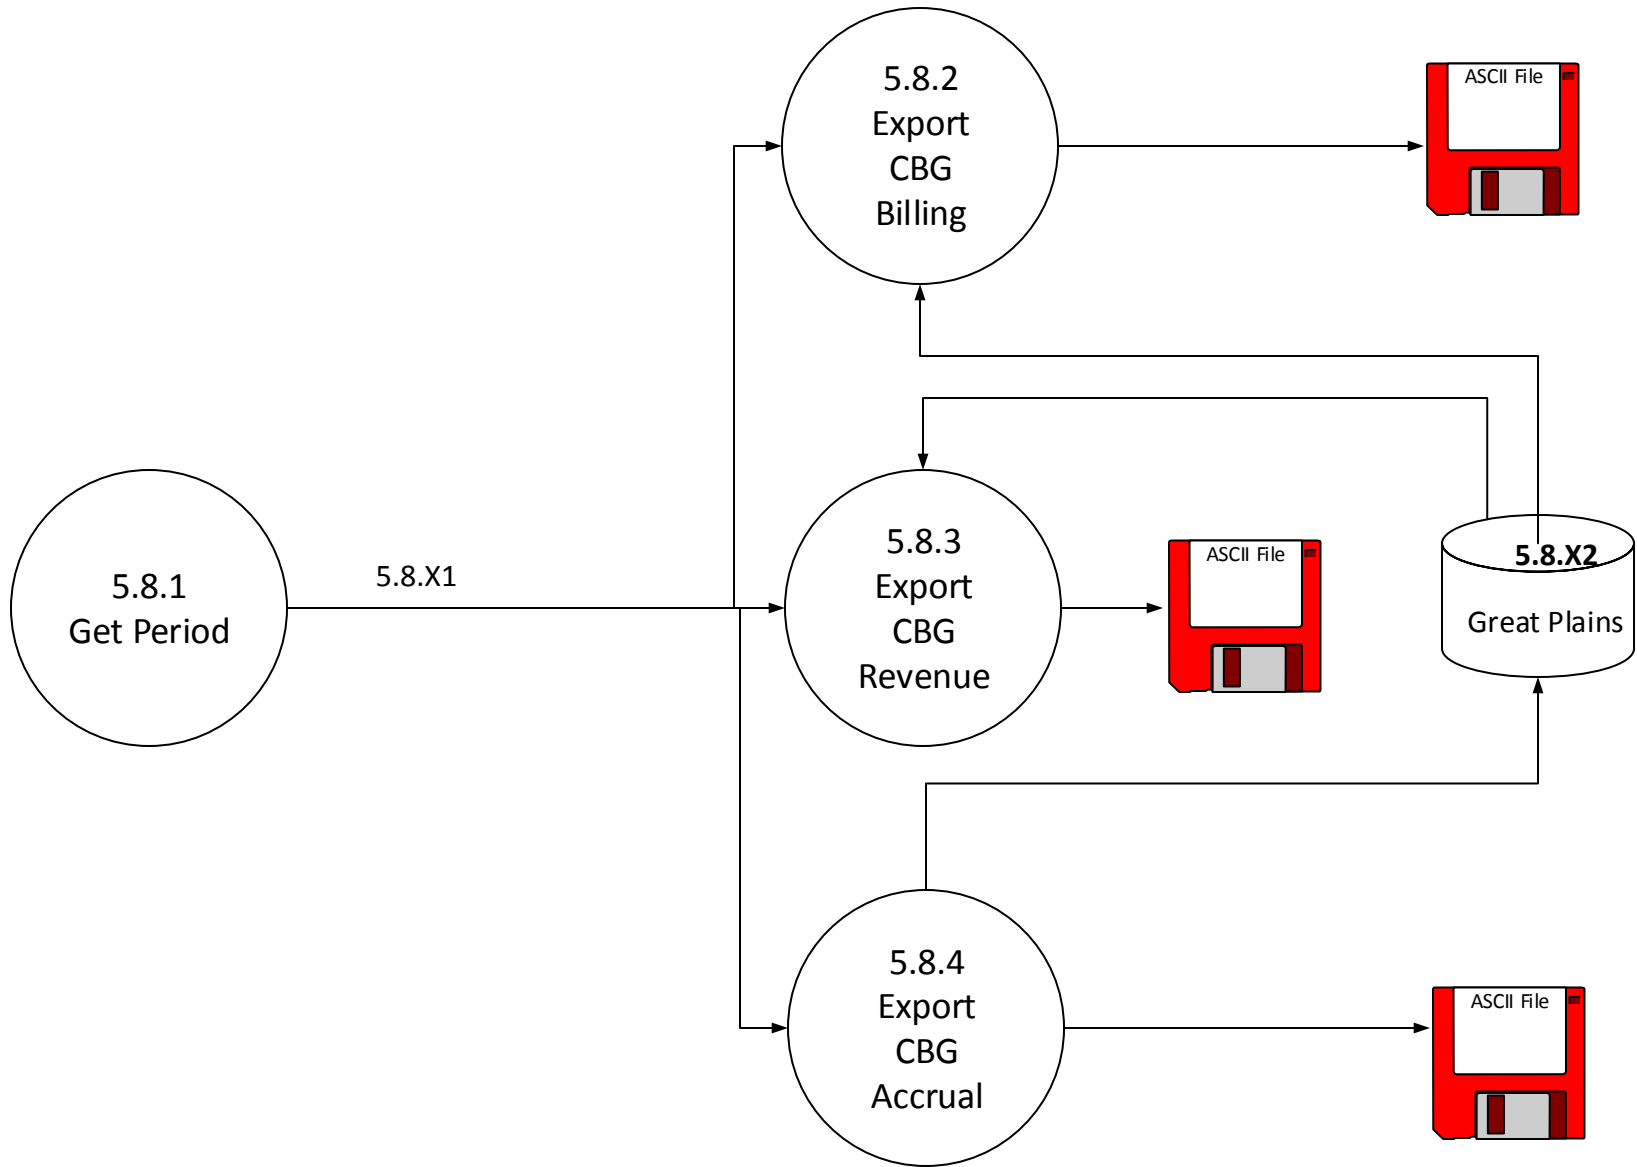 5.8.2
Export
CBG
Billing
ASCII File
5.8.1
Get Period
5.8.X1
5.8.3
Export
CBG
Revenue
ASCII File
5.8.X2
Great Plains
5.8.4
Export
CBG
Accrual
ASCII File